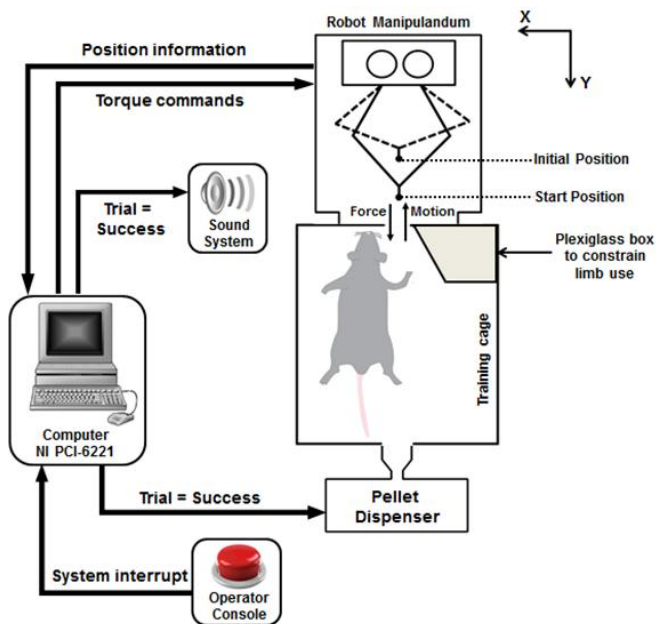 Robot Manipulandum
X
Y
Position information
Torque commands
Initial Position
Start Position
Trial =
Success
Sound
System
Force
Motion
Plexiglass box
to constrain
limb use
Training cage
Computer
NI PCI-6221
Trial = Success
Pellet
Dispenser
System interrupt
Operator
Console